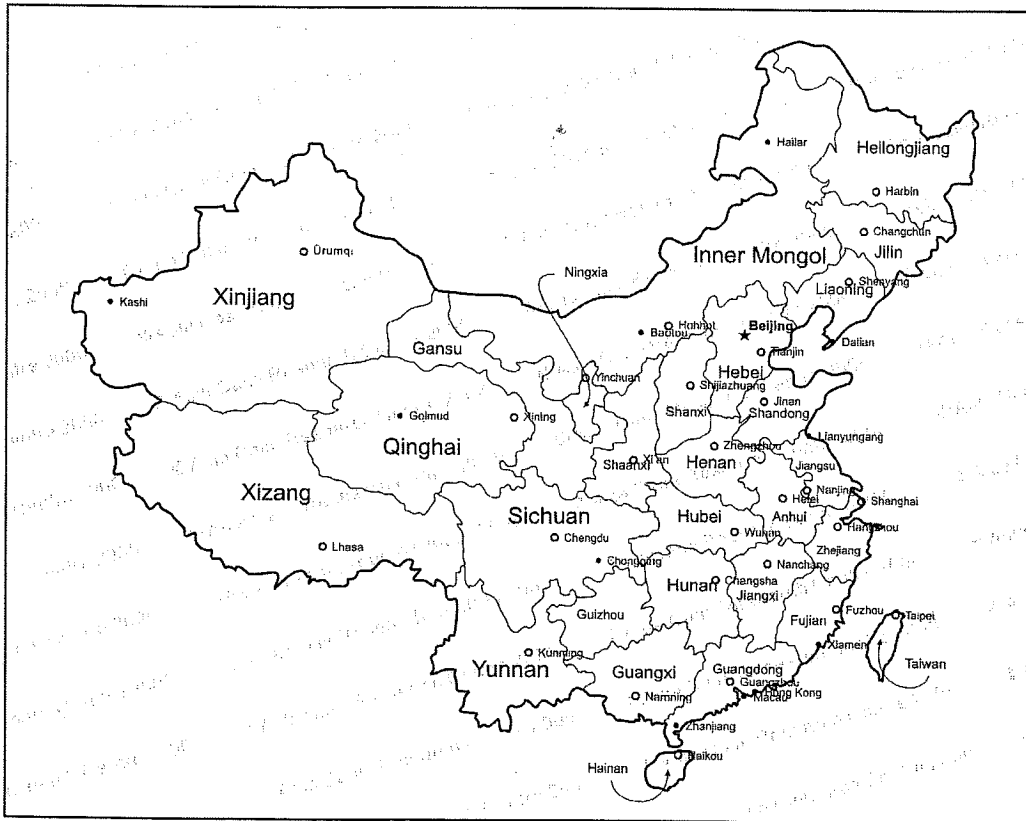 Hailar
Heilongjiang
Harbin
Changchun
Jilin
Ürumqi
Inner Mongol
Ningxia
Shenyang
Liaoning
Kashi
Xinjiang
Hohhot
Beijing
Baotou
Dalian
Gansu
Tianjin
Hebei
Yinchuan
Shijiazhuang
Jinan
Golmud
Xining
Shanxi
Shandong
Lianyungang
Qinghai
Zhengzhou
Henan
Xi'an
Shaanxi
Jiangsu
Xizang
Nanjing
Hefei
Shanghai
Sichuan
Hubei
Anhui
Hangzhou
Wuhan
Chengdu
Lhasa
Zhejiang
Chongqing
Nanchang
Changsha
Hunan
Jiangxi
Guizhou
Fuzhou
Taipei
Fujian
Kunming
Xiamen
Yunnan
Guangxi
Guangdong
Taiwan
Guangzhou
Hong Kong
Namning
Macau
Zhanjiang
Haikou
Hainan